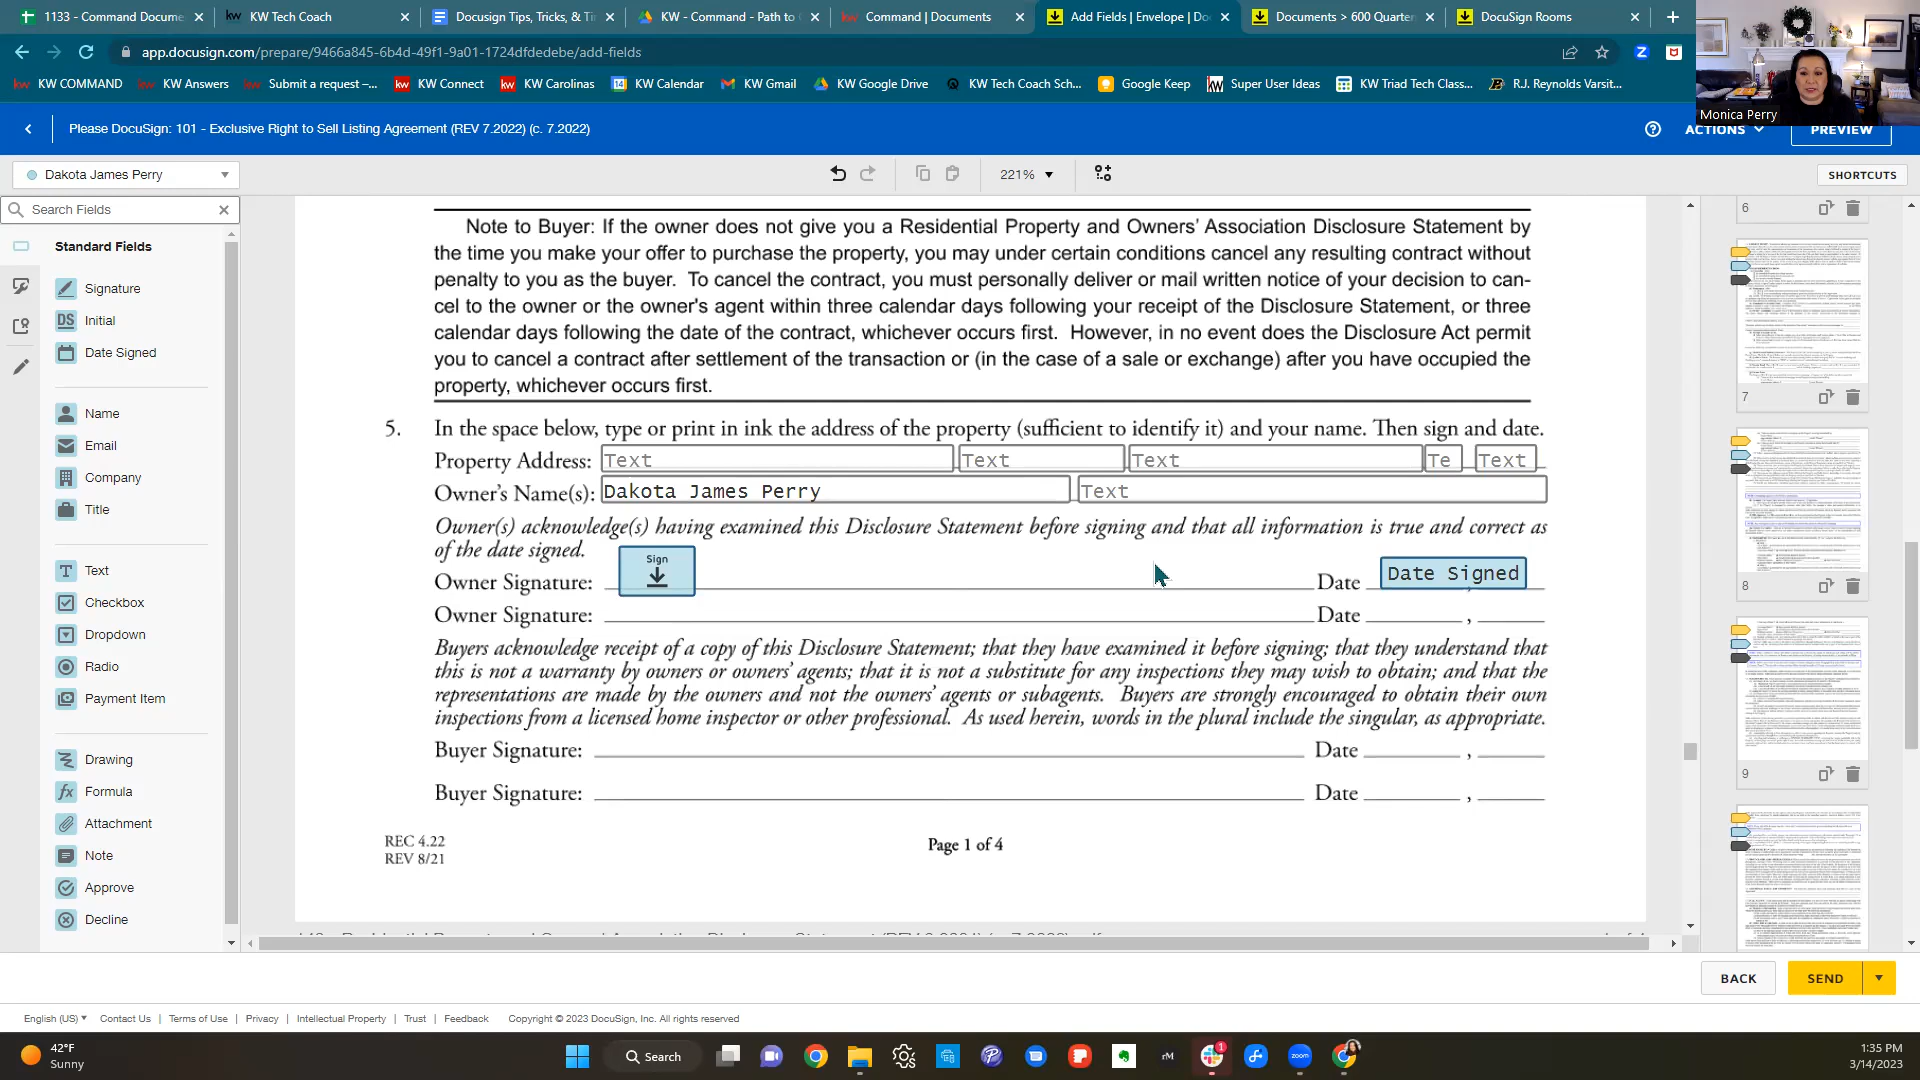 1133 - Command Docume
KW Tech Coach
Docusign Tips, Tricks, & Ti
KW - Command - Path to
Command | Documents
Add Fields | Envelope | Do
Documents > 600 Quarter
DocuSign Rooms
app.docusign.com/prepare/9466a845-6b4d-49f1-9a01-1724dfdedebe/add-fields
KW COMMAND
KW Answers
Submit a request –...
KW Connect
KW Carolinas
KW Calendar
KW Gmail
KW Google Drive
KW Tech Coach Sch...
Google Keep
Super User Ideas
KW Triad Tech Class...
R.J. Reynolds Varsit...
Monica Perry
Please DocuSign: 101 - Exclusive Right to Sell Listing Agreement (REV 7.2022) (c. 7.2022)
ACTIONS
PREVIEW
Dakota James Perry
221%
SHORTCUTS
Search Fields
Standard Fields
Signature
DS Initial
Date Signed
Name
Email
Company
Title
T Text
Checkbox
Dropdown
Radio
Payment Item
Drawing
fx Formula
Attachment
Note
Approve
Decline
Note to Buyer: If the owner does not give you a Residential Property and Owners' Association Disclosure Statement by
the time you make your offer to purchase the property, you may under certain conditions cancel any resulting contract without
penalty to you as the buyer. To cancel the contract, you must personally deliver or mail written notice of your decision to can-
cel to the owner or the owner's agent within three calendar days following your receipt of the Disclosure Statement, or three
calendar days following the date of the contract, whichever occurs first. However, in no event does the Disclosure Act permit
you to cancel a contract after settlement of the transaction or (in the case of a sale or exchange) after you have occupied the
property, whichever occurs first.
5. In the space below, type or print in ink the address of the property (sufficient to identify it) and your name. Then sign and date.
Property Address: Text Text Text Te Text
Owner's Name(s): Dakota James Perry Text
Owner(s) acknowledge(s) having examined this Disclosure Statement before signing and that all information is true and correct as
of the date signed.
Sign
Owner Signature: Date Date Signed
Owner Signature: Date ,
Buyers acknowledge receipt of a copy of this Disclosure Statement; that they have examined it before signing; that they understand that
this is not a warranty by owners or owners' agents; that it is not a substitute for any inspections they may wish to obtain; and that the
representations are made by the owners and not the owners' agents or subagents. Buyers are strongly encouraged to obtain their own
inspections from a licensed home inspector or other professional. As used herein, words in the plural include the singular, as appropriate.
Buyer Signature: Date ,
Buyer Signature: Date ,
REC 4.22
REV 8/21
Page 1 of 4
6
7
8
9
BACK
SEND
English (US)
Contact Us | Terms of Use | Privacy | Intellectual Property | Trust | Feedback
Copyright © 2023 DocuSign, Inc. All rights reserved
42°F
Sunny
Search
rM
zoom
1
1:35 PM
3/14/2023